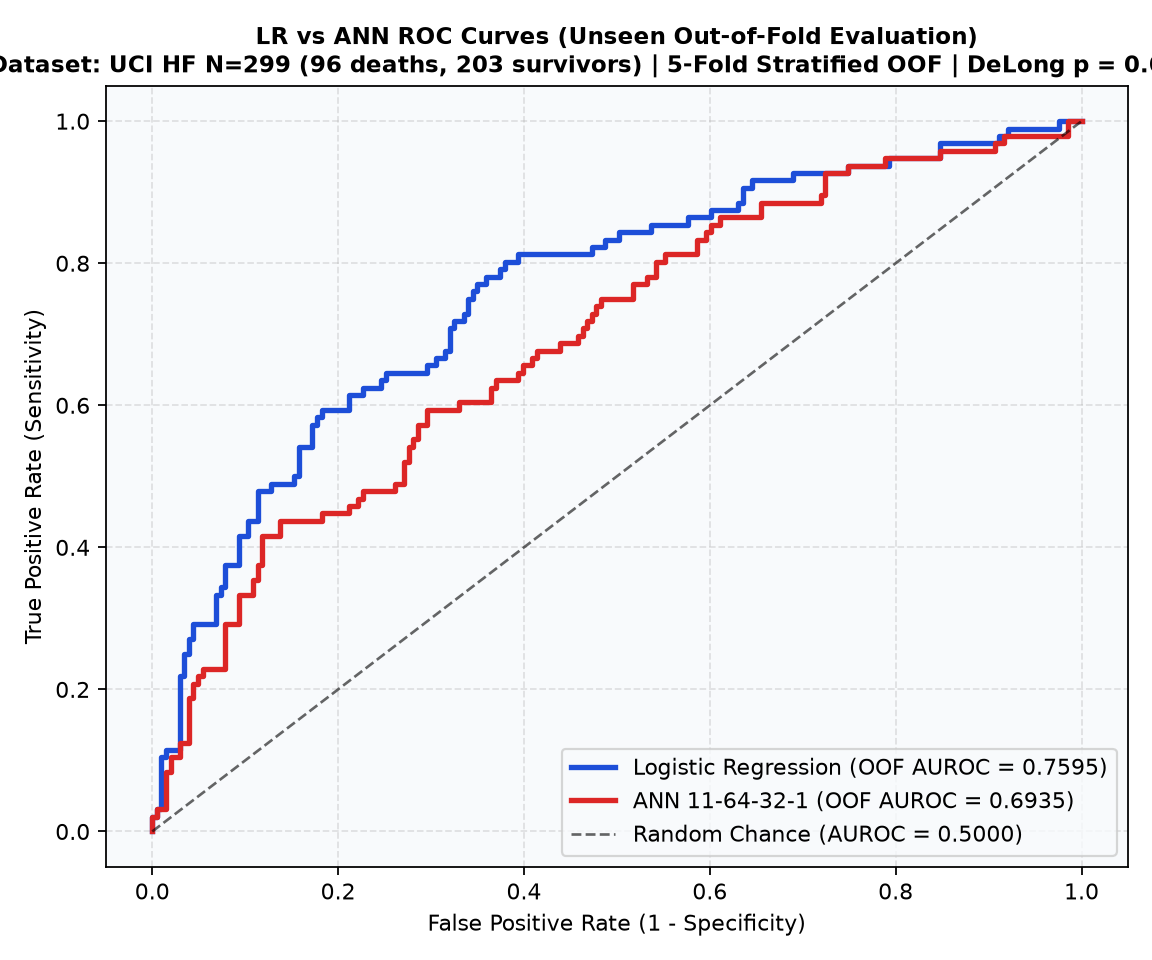 LR vs ANN ROC Curves (Unseen Out-of-Fold Evaluation)
Dataset: UCI HF N=299 (96 deaths, 203 survivors) | 5-Fold Stratified OOF | DeLong p = 0.
True Positive Rate (Sensitivity)
1.0
0.8
0.6
0.4
0.2
0.0
Logistic Regression (OOF AUROC = 0.7595)
ANN 11-64-32-1 (OOF AUROC = 0.6935)
Random Chance (AUROC = 0.5000)
0.0 0.2 0.4 0.6 0.8 1.0
False Positive Rate (1 - Specificity)